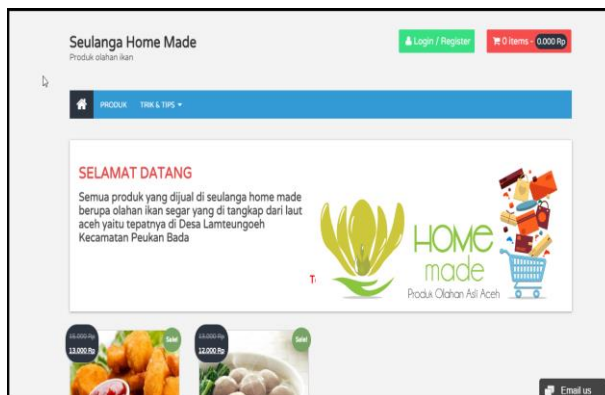 Seulanga Home Made
Produk olahan ikan
Login / Register
0 items - 0.000 Rp
PRODUK
TRIK & TIPS
SELAMAT DATANG
Semua produk yang dijual di seulanga home made
berupa olahan ikan segar yang di tangkap dari laut
aceh yaitu tepatnya di Desa Lamteungoeh
Kecamatan Peukan Bada
HOME
made
Produk Olahan Asli Aceh
13.000 Rp
Sale!
13.000 Rp
12.000 Rp
Sale!
Email us